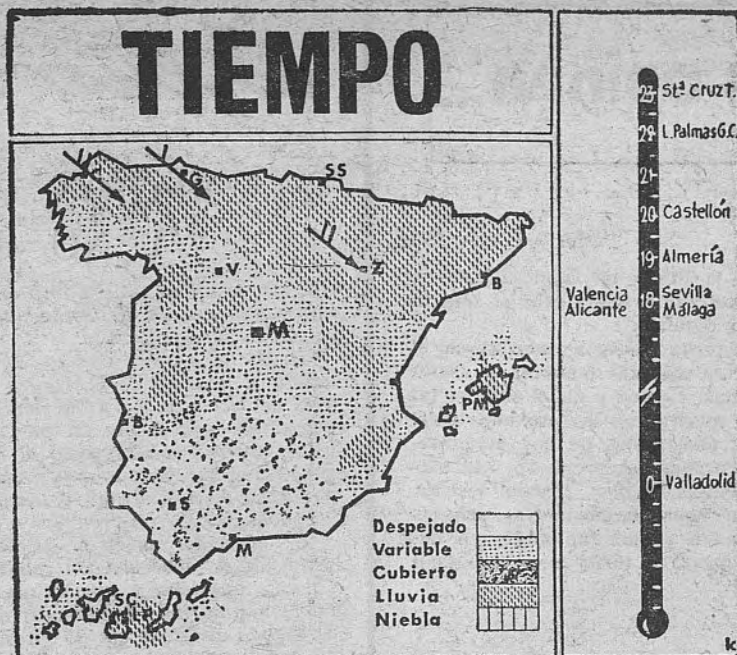 TIEMPO
G
SS
V
Z
B
M
B
PM
S
M
SC
Despejado
Variable
Cubierto
Lluvia
Niebla
23 Stª Cruz T.
L.Palmas G.C.
21
20 Castellón
19 Almería
Valencia 18 Sevilla
Alicante Málaga
0 Valladolid
k